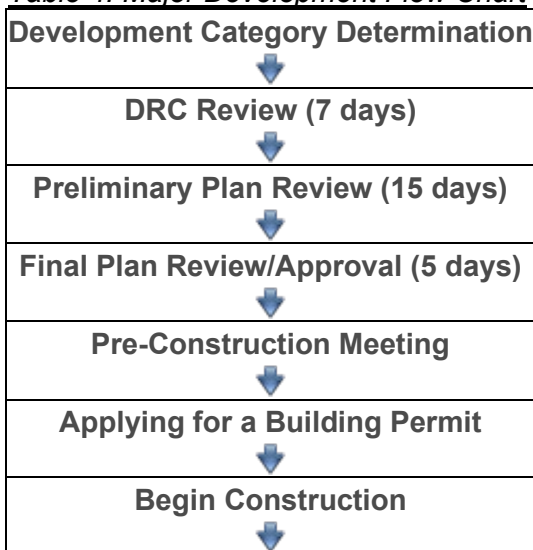 Table 4: Major Development Flow Chart
Development Category Determination
DRC Review (7 days)
Preliminary Plan Review (15 days)
Final Plan Review/Approval (5 days)
Pre-Construction Meeting
Applying for a Building Permit
Begin Construction